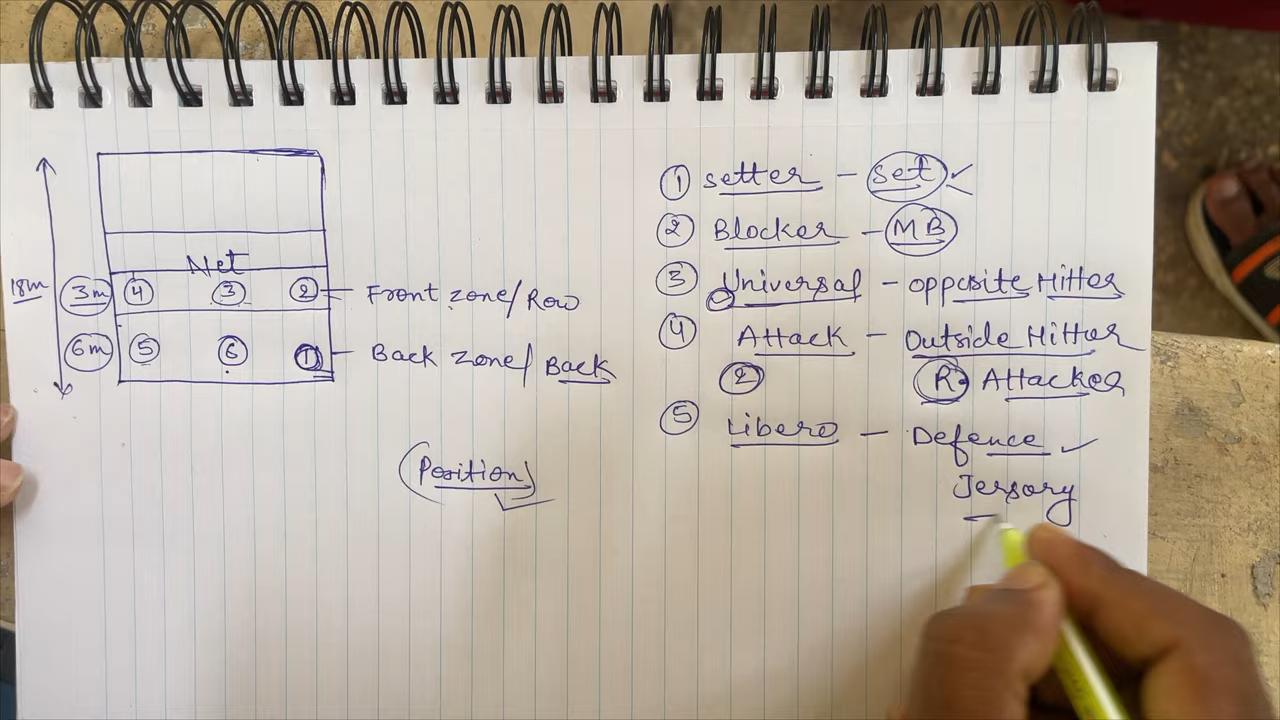 Net
18m
3m 4 3 2 Front zone/Row
6m 5 6 1 Back zone/Back
Position
1 setter - set
2 Blocker - MB
3 Universal - opposite Hitter
4 Attack - Outside Hitter
2 R Attacker
5 Libero - Defence
Jersory